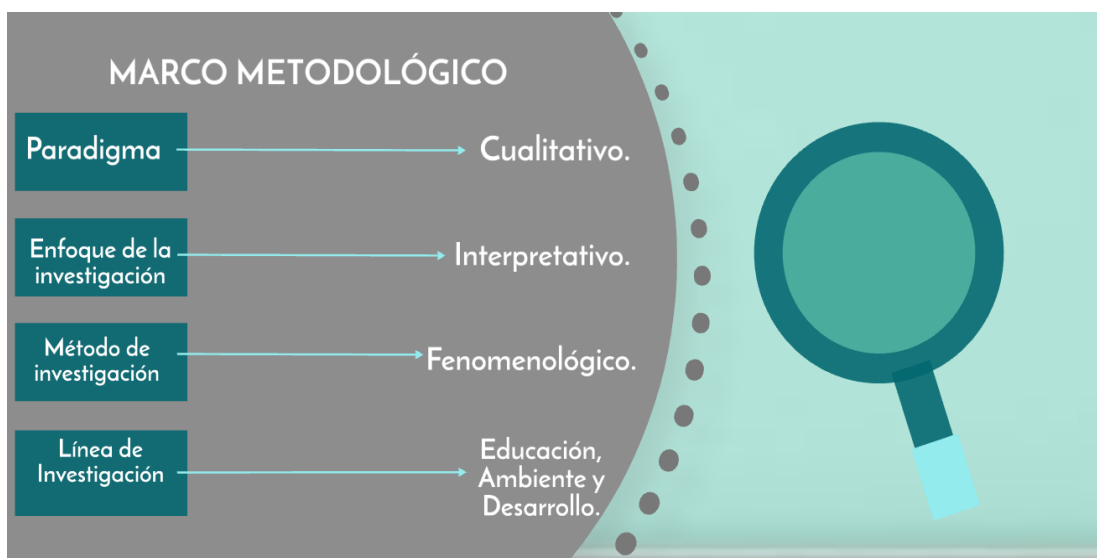 MARCO METODOLÓGICO
Paradigma
Cualitativo.
Enfoque de la
investigación
Interpretativo.
Método de
investigación
Fenomenológico.
Línea de
Investigación
Educación,
Ambiente y
Desarrollo.